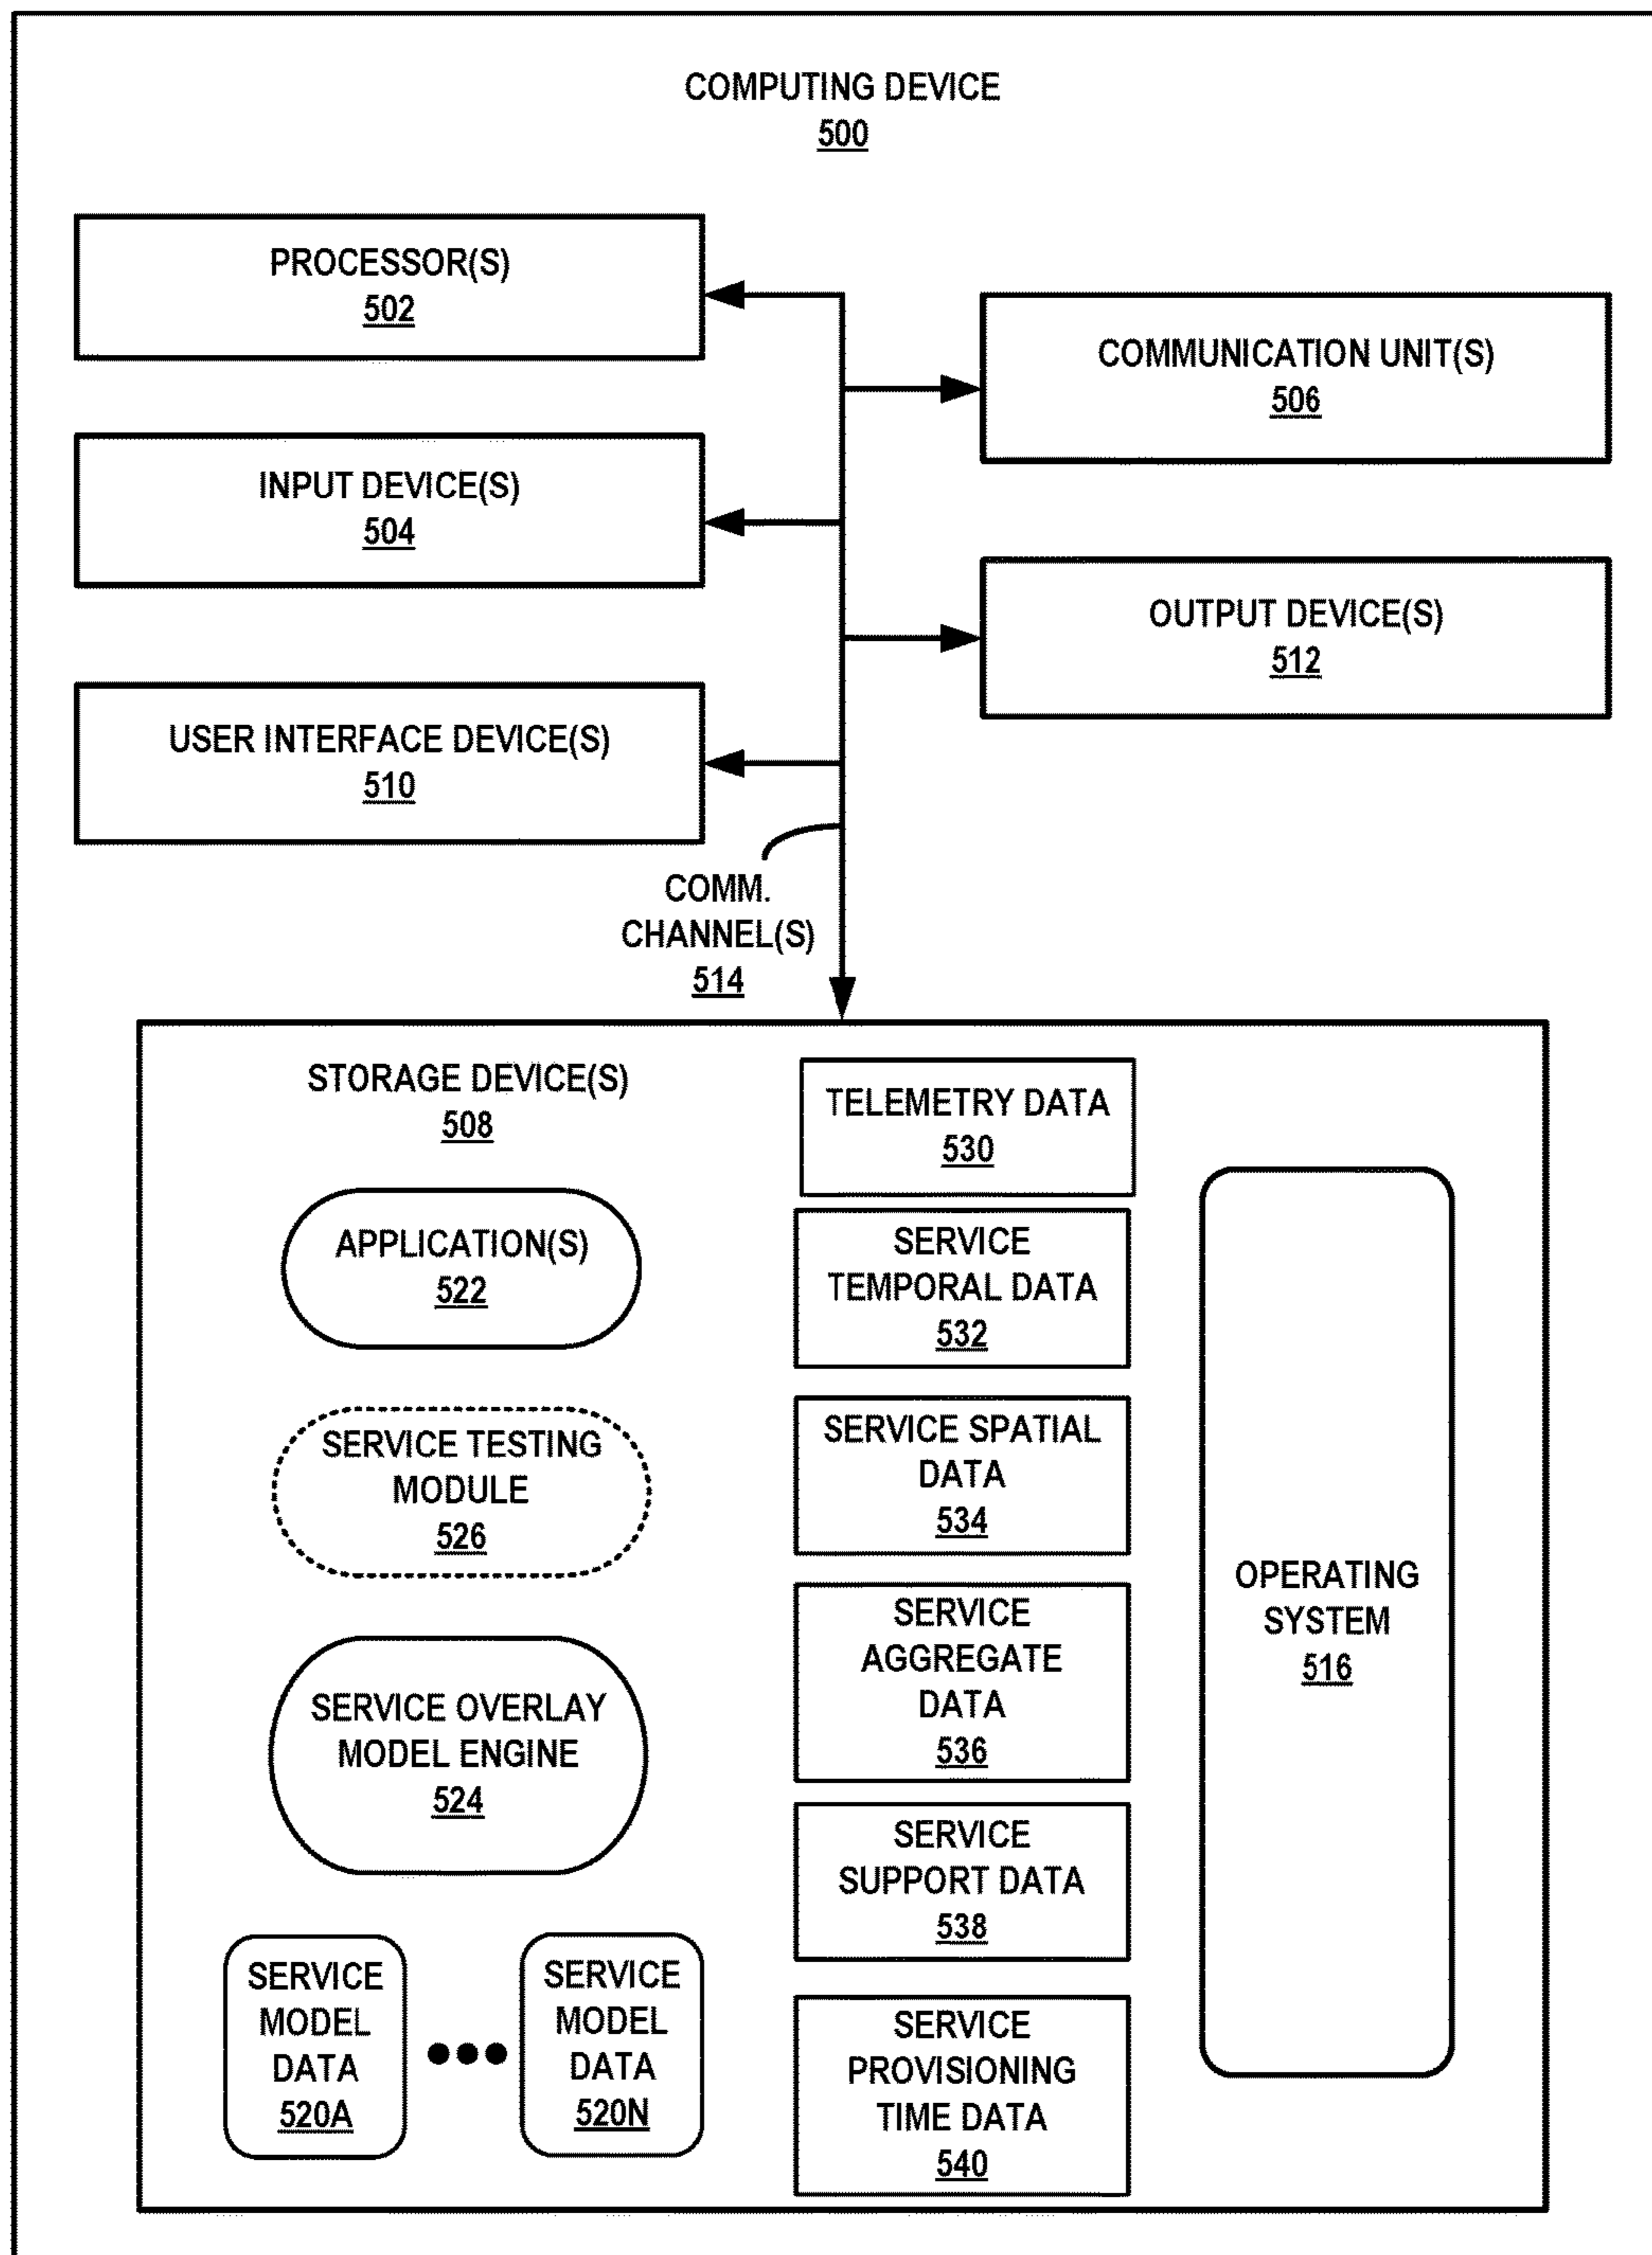 COMPUTING DEVICE
500
PROCESSOR(S)
502
COMMUNICATION UNIT(S)
506
INPUT DEVICE(S)
504
OUTPUT DEVICE(S)
512
USER INTERFACE DEVICE(S)
510
COMM.
CHANNEL(S)
514
STORAGE DEVICE(S)
508
APPLICATION(S)
522
SERVICE TESTING
MODULE
526
SERVICE OVERLAY
MODEL ENGINE
524
SERVICE
MODEL
DATA
520A
SERVICE
MODEL
DATA
520N
TELEMETRY DATA
530
SERVICE
TEMPORAL DATA
532
SERVICE SPATIAL
DATA
534
SERVICE
AGGREGATE
DATA
536
SERVICE
SUPPORT DATA
538
SERVICE
PROVISIONING
TIME DATA
540
OPERATING
SYSTEM
516